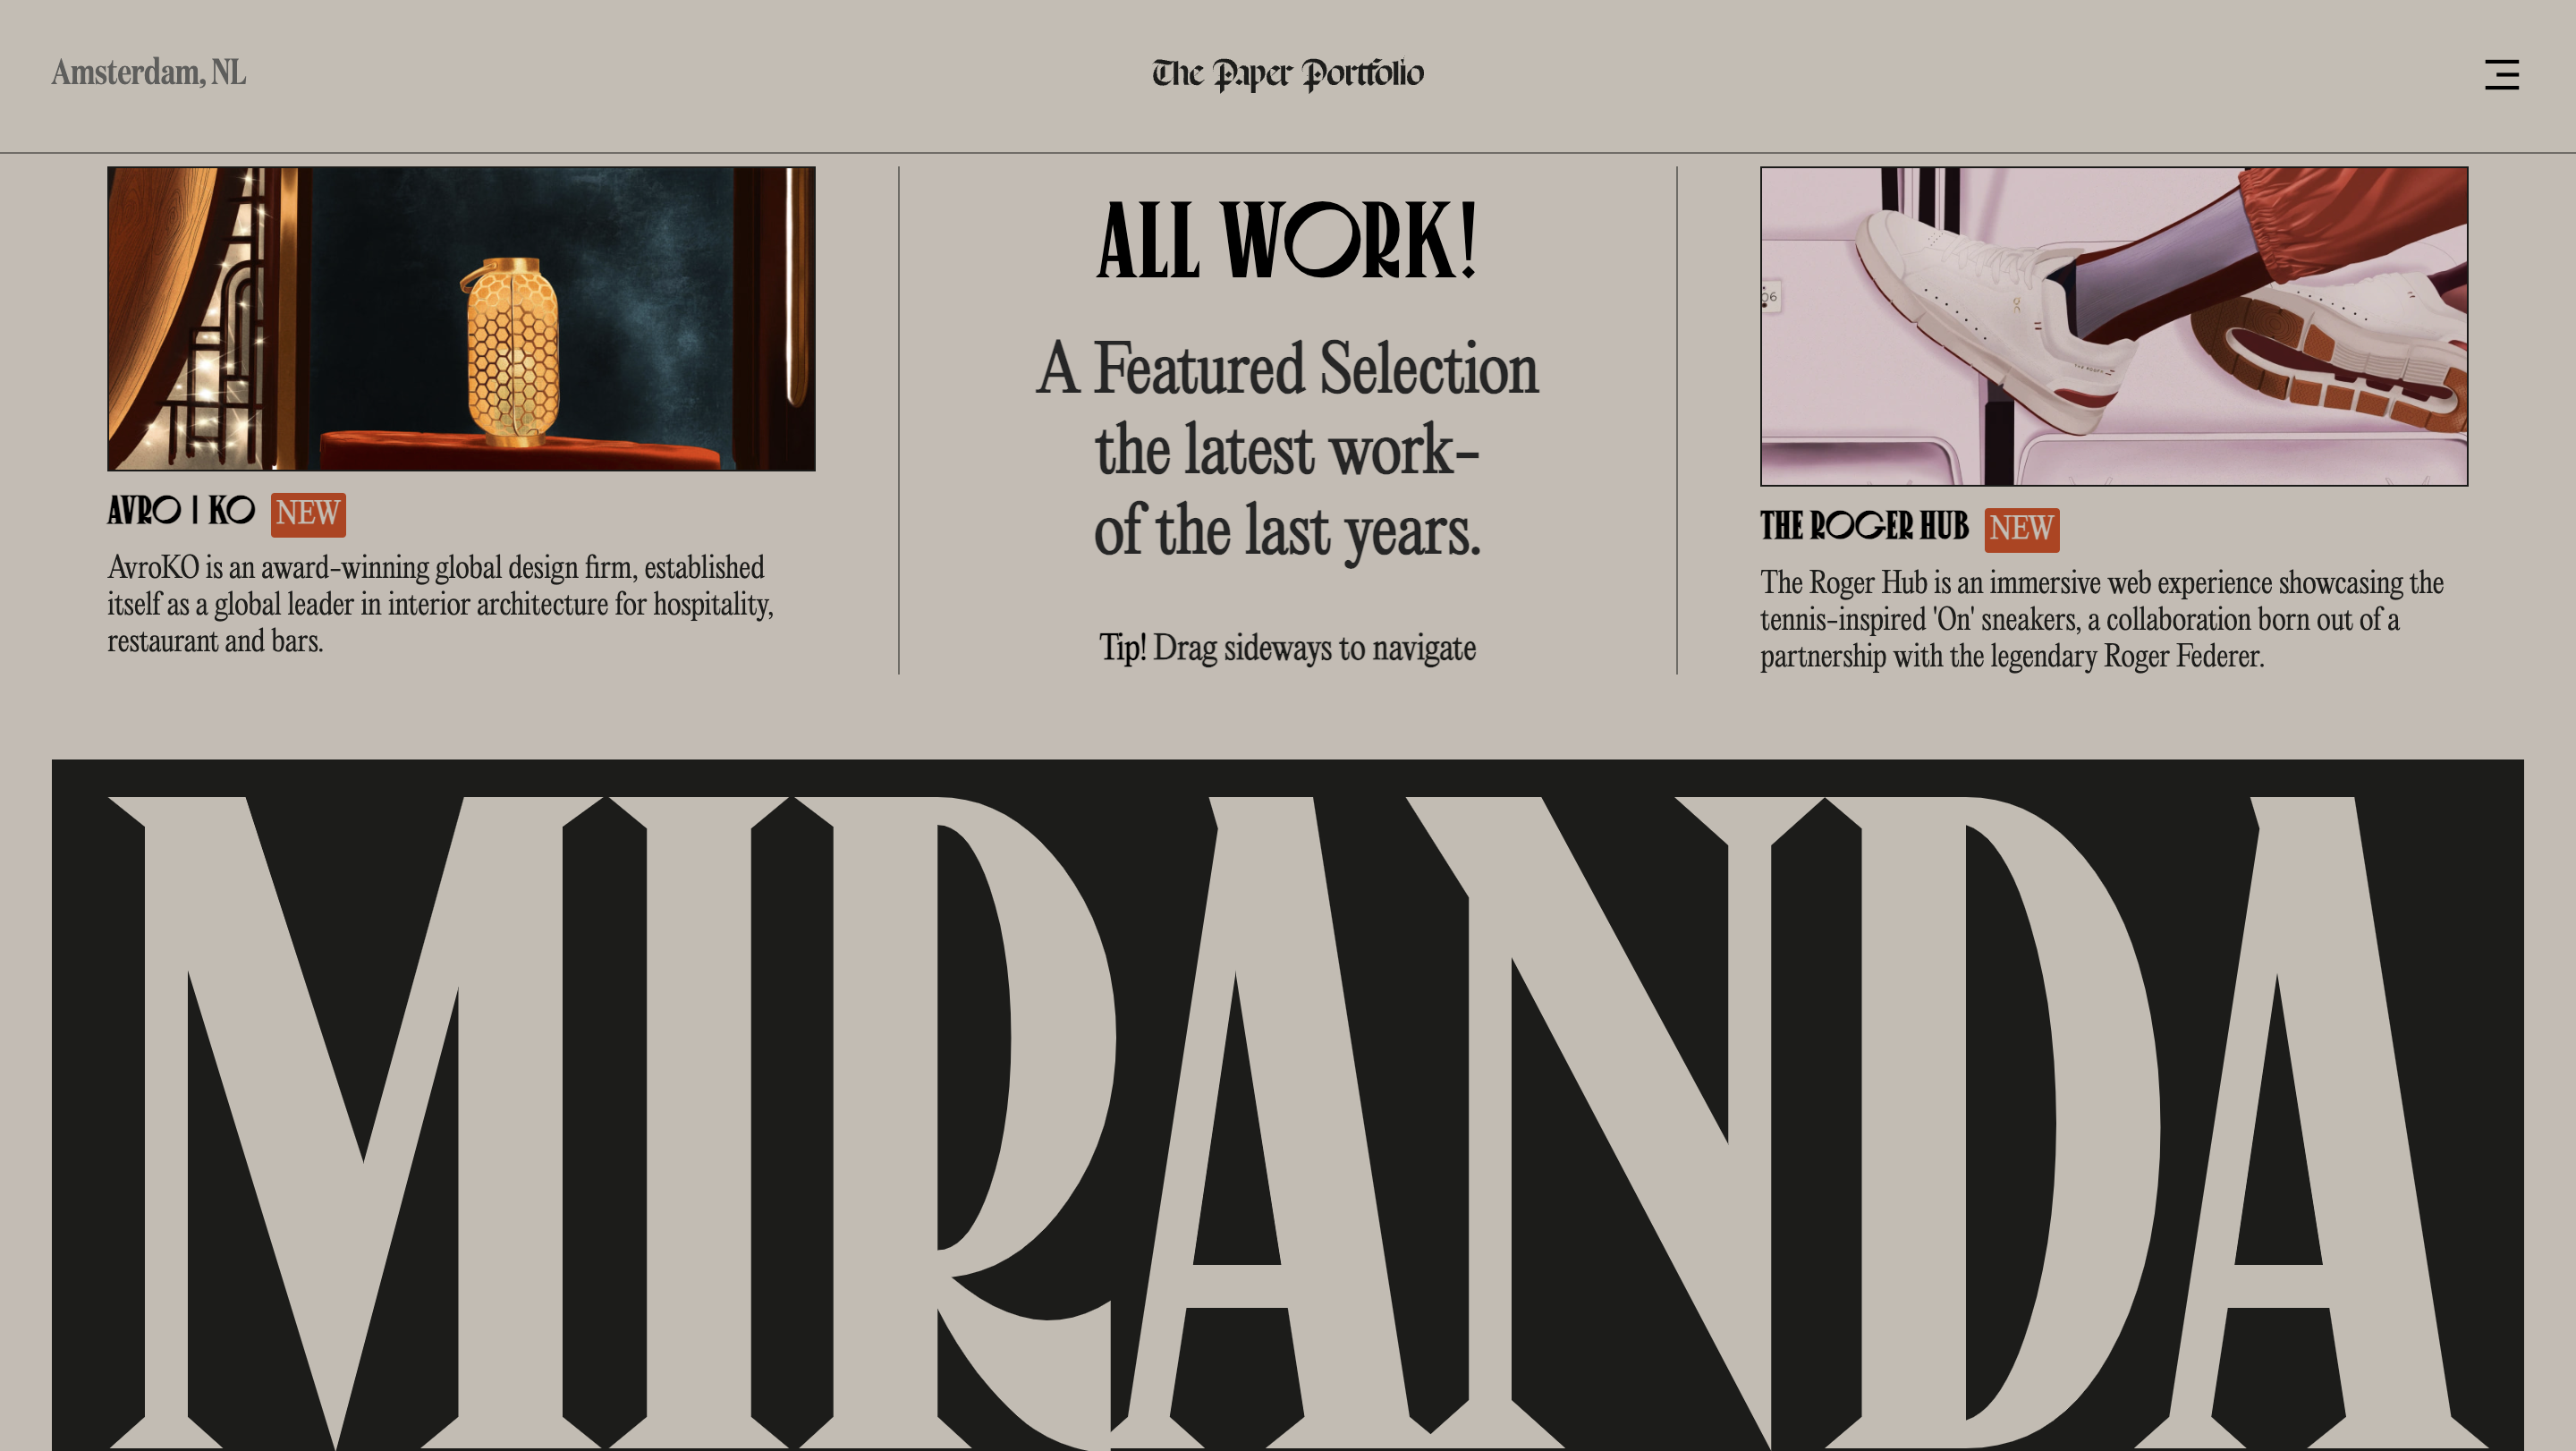 Amsterdam, NL
The Paper Portfolio
AVRO | KO NEW
AvroKO is an award-winning global design firm, established
itself as a global leader in interior architecture for hospitality,
restaurant and bars.
ALL WORK!
A Featured Selection
the latest work-
of the last years.
Tip! Drag sideways to navigate
06
THE ROGER HUB NEW
The Roger Hub is an immersive web experience showcasing the
tennis-inspired 'On' sneakers, a collaboration born out of a
partnership with the legendary Roger Federer.
MIRANDA